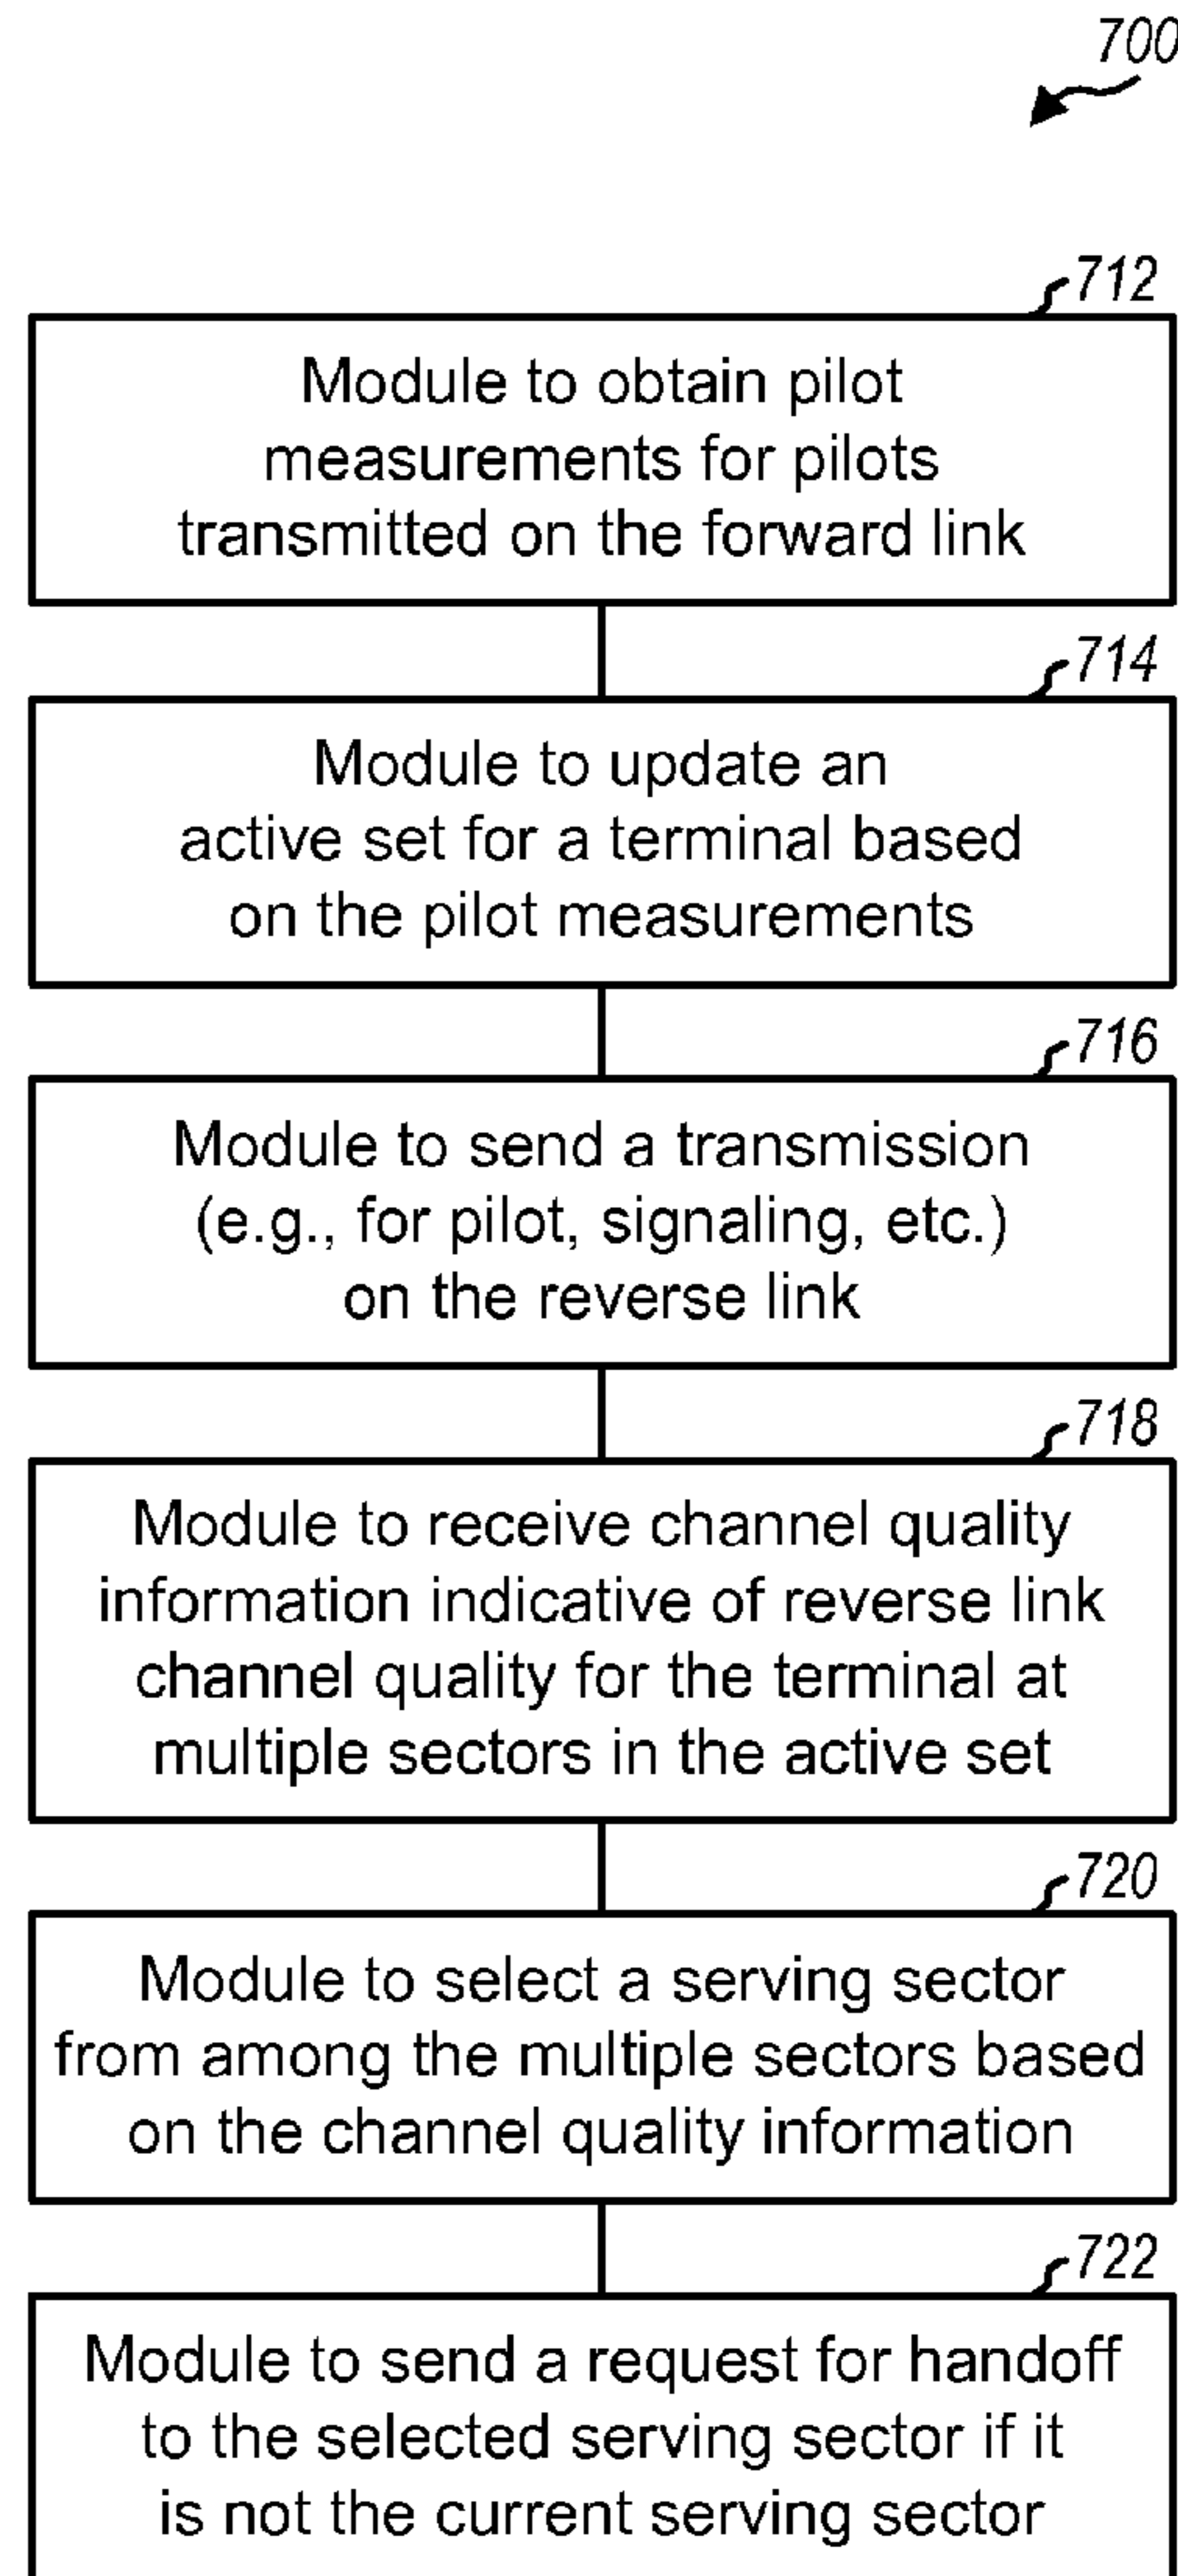 700
712
Module to obtain pilot
measurements for pilots
transmitted on the forward link
714
Module to update an
active set for a terminal based
on the pilot measurements
716
Module to send a transmission
(e.g., for pilot, signaling, etc.)
on the reverse link
718
Module to receive channel quality
information indicative of reverse link
channel quality for the terminal at
multiple sectors in the active set
720
Module to select a serving sector
from among the multiple sectors based
on the channel quality information
722
Module to send a request for handoff
to the selected serving sector if it
is not the current serving sector